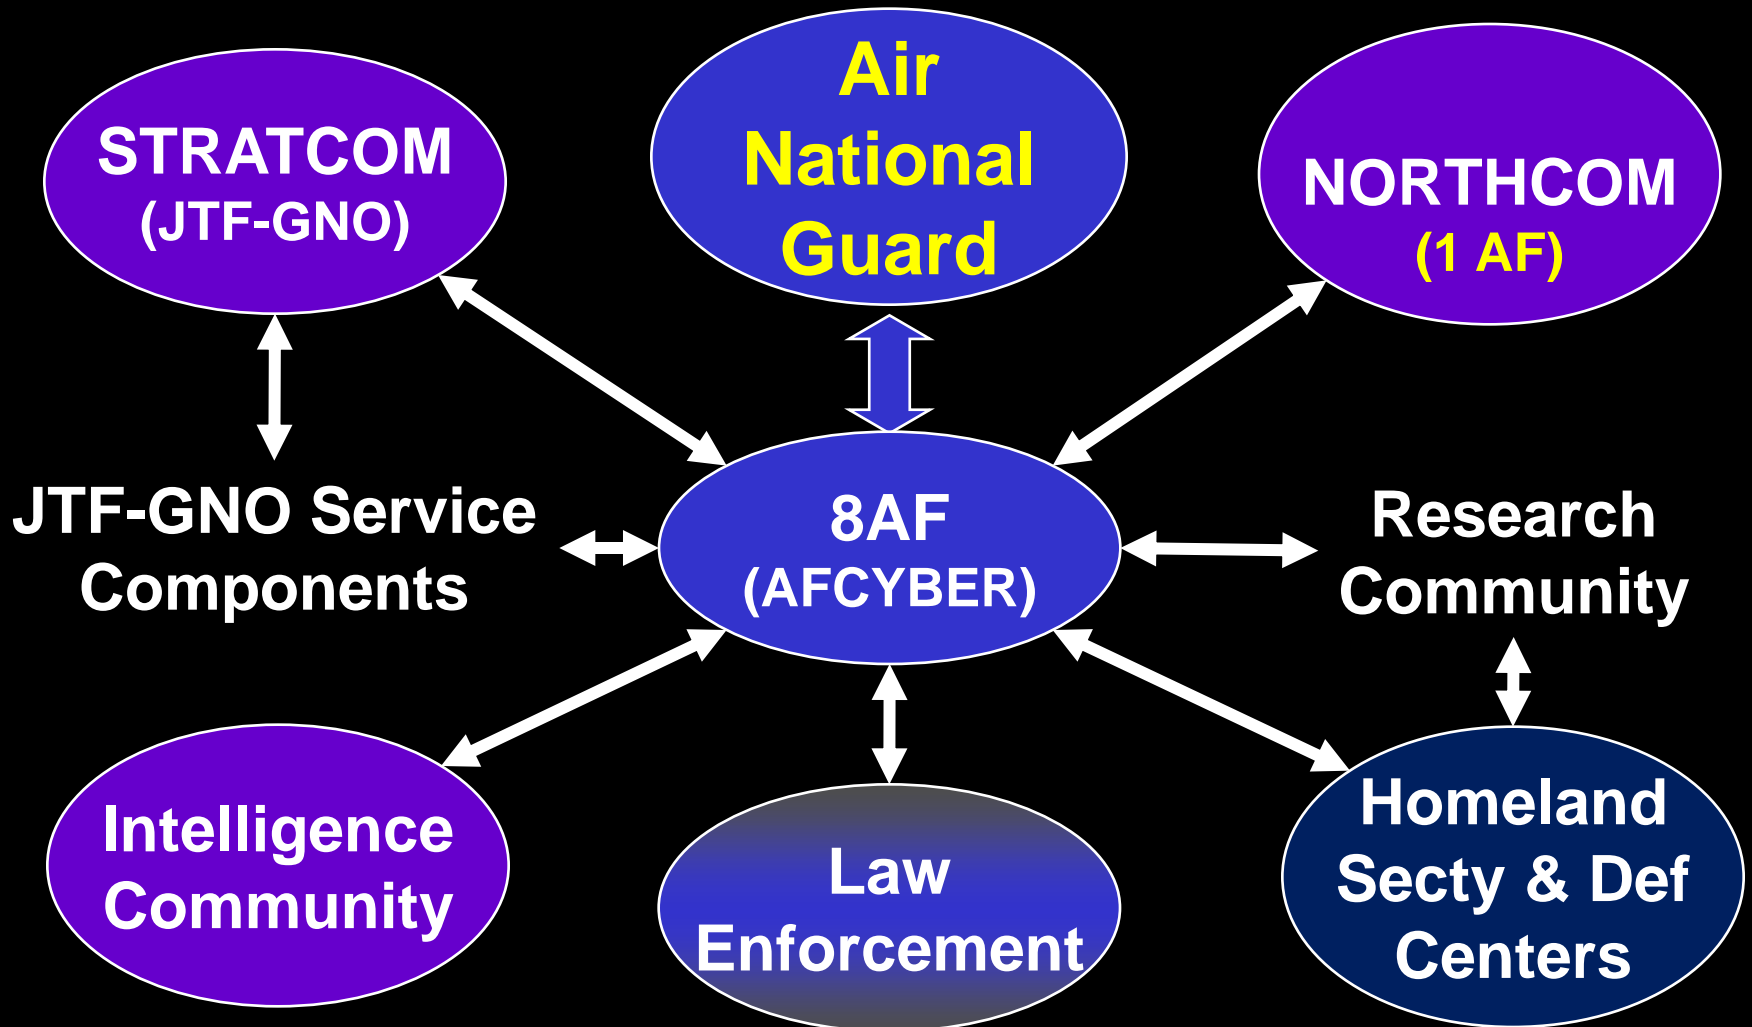 STRATCOM
(JTF-GNO)
Air
National
Guard
NORTHCOM
(1 AF)
JTF-GNO Service
Components
8AF
(AFCYBER)
Research
Community
Intelligence
Community
Law
Enforcement
Homeland
Secty & Def
Centers